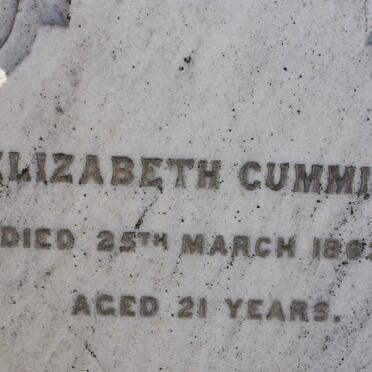 ELIZABETH CUMMI
DIED 25TH MARCH 186
AGED 21 YEARS.